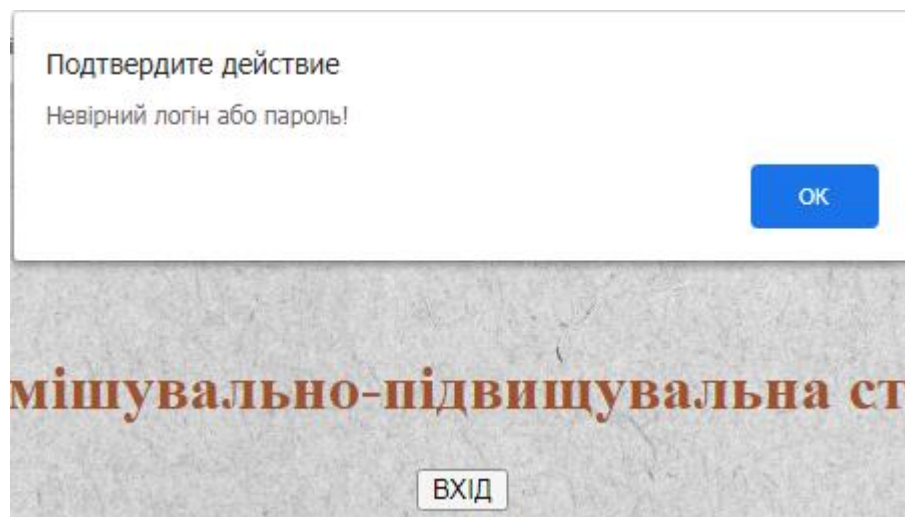 Подтвердите действие
Невірний логін або пароль!
ОК
мішувально-підвищувальна ст
ВХІД